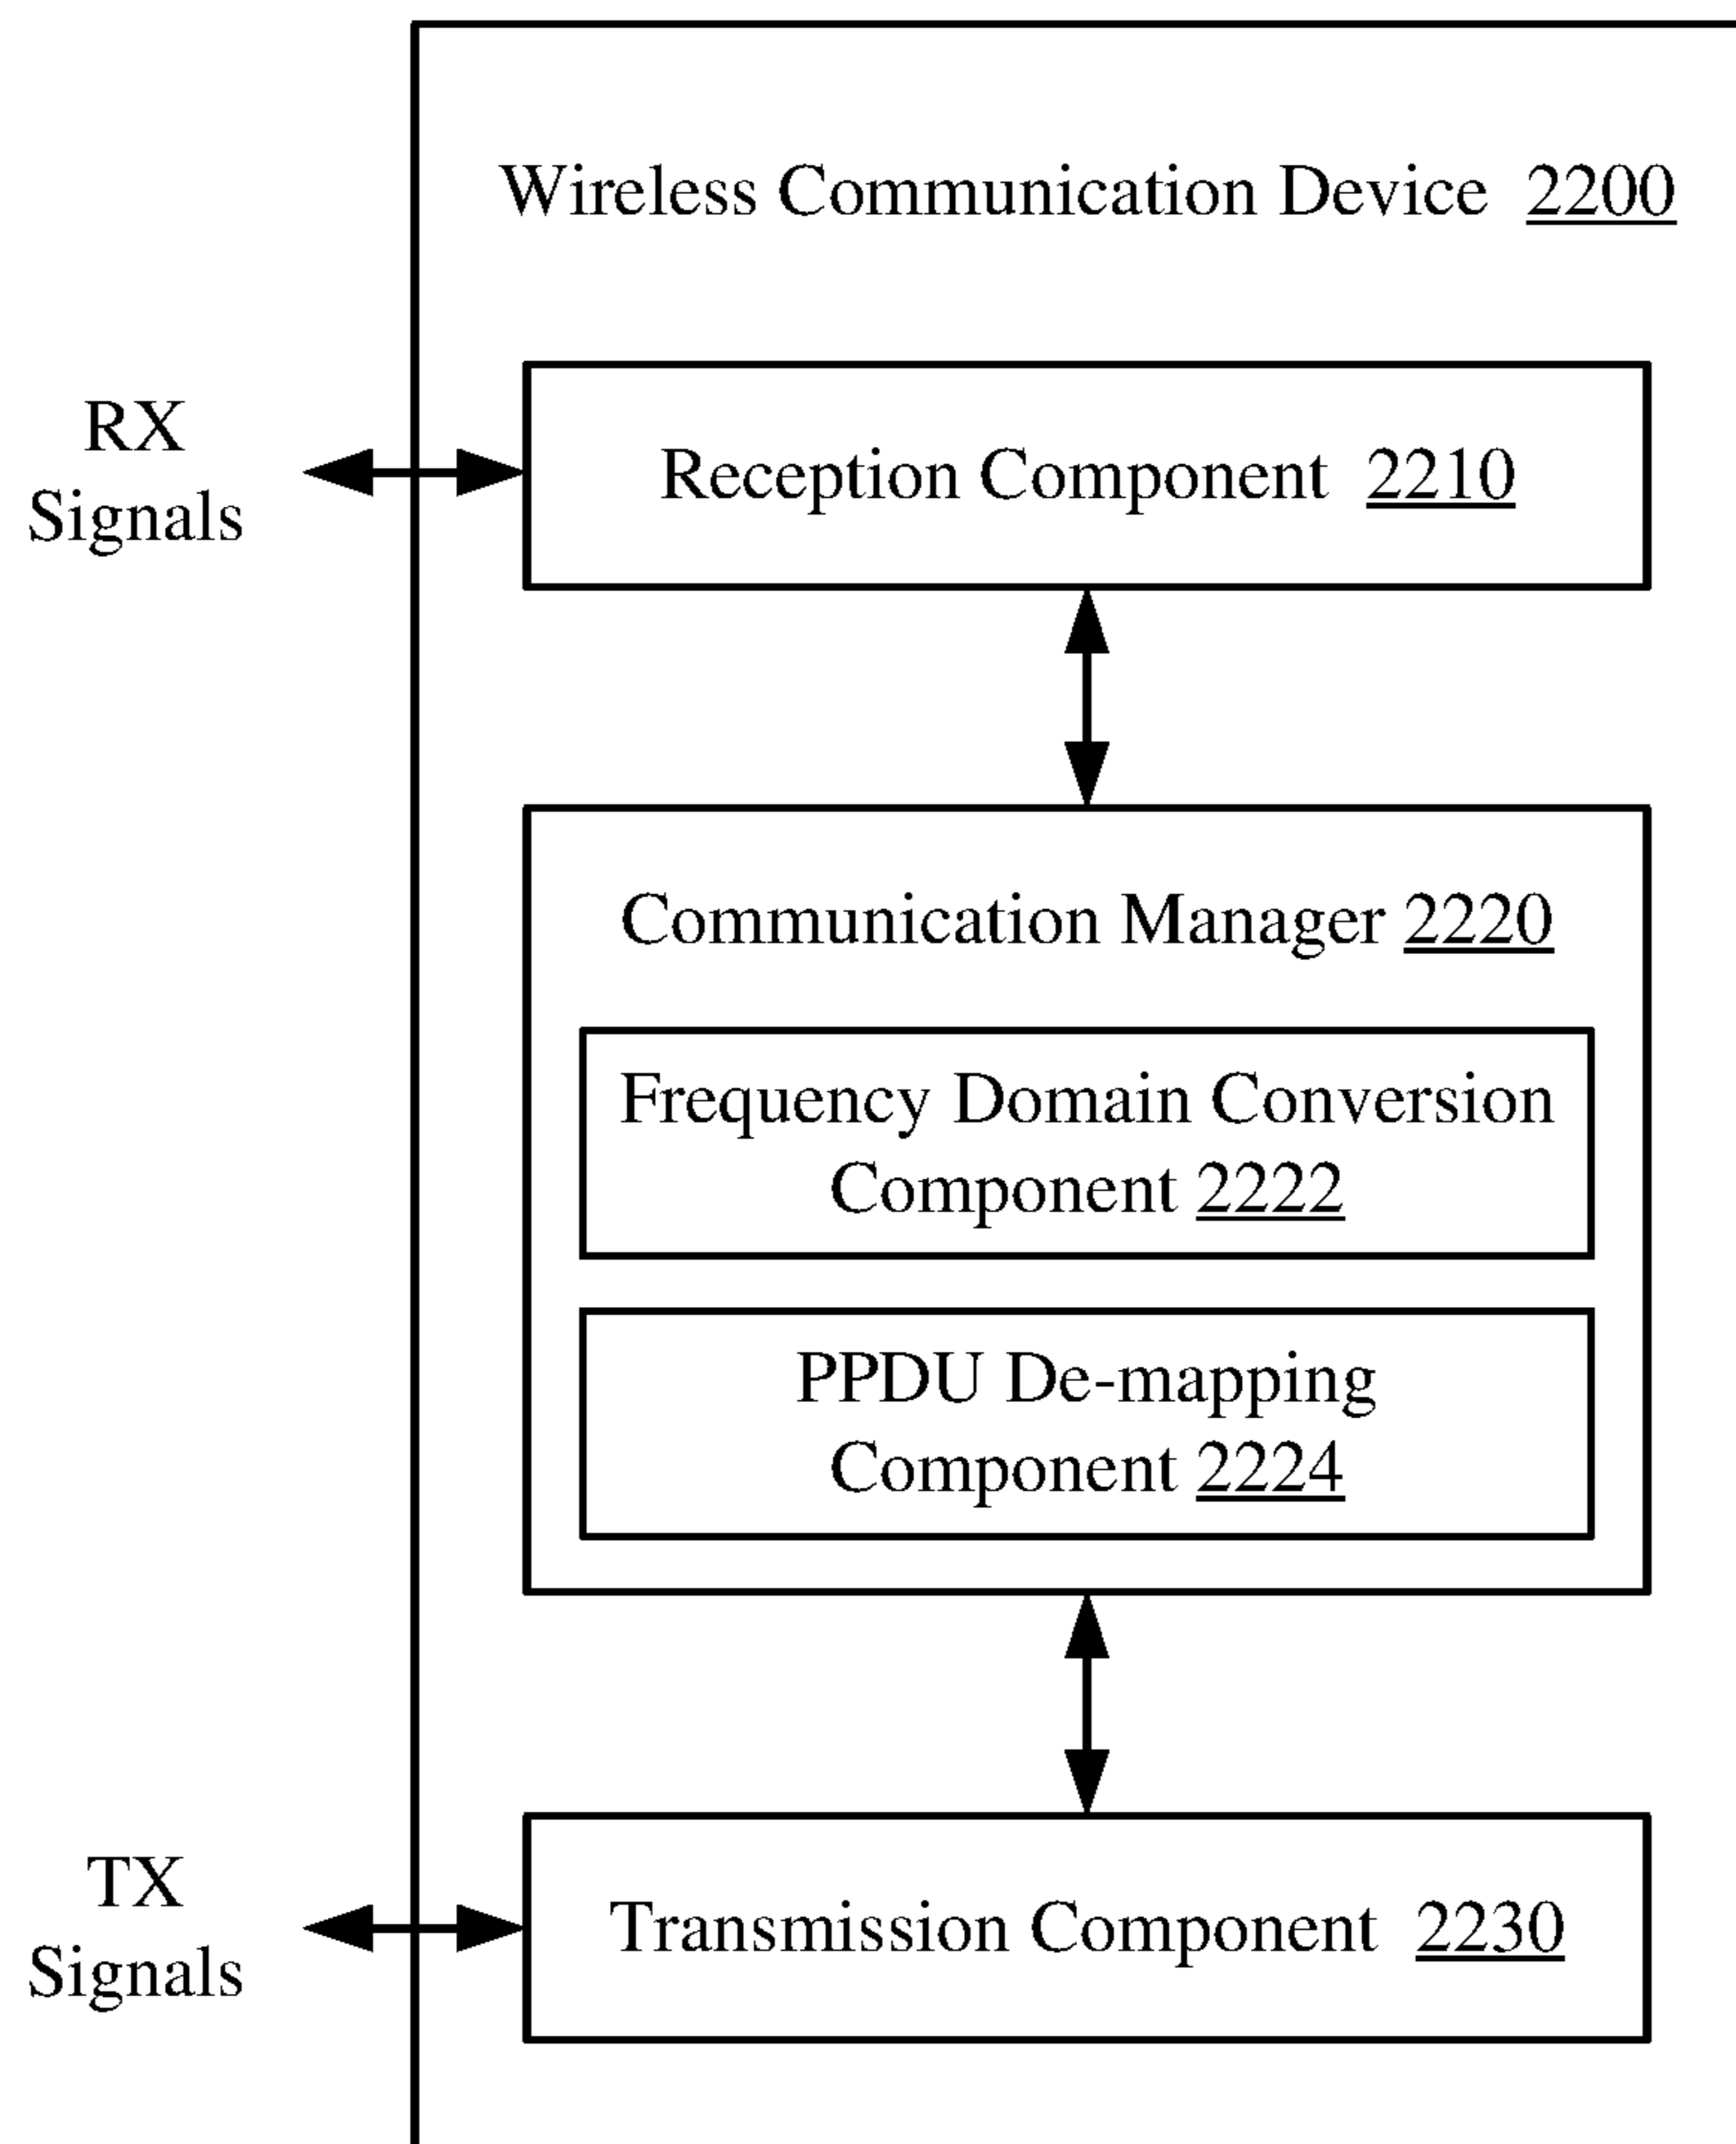 Wireless Communication Device 2200
RX
Signals
Reception Component 2210
Communication Manager 2220
Frequency Domain Conversion
Component 2222
PPDU De-mapping
Component 2224
TX
Signals
Transmission Component 2230